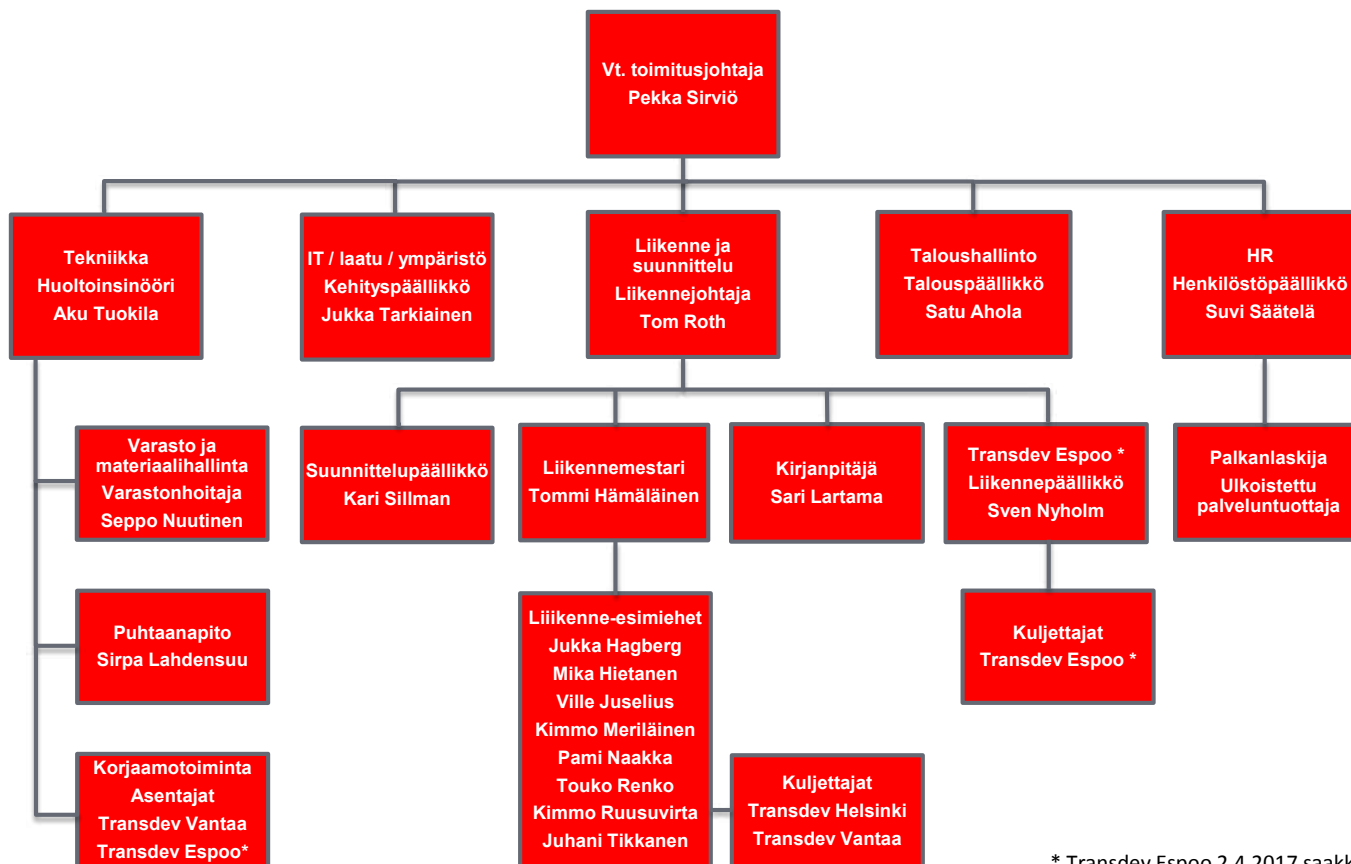 Vt. toimitusjohtaja
Pekka Sirviö
Tekniikka
Huoltoinsinööri
Aku Tuokila
IT / laatu / ympäristö
Kehityspäällikkö
Jukka Tarkiainen
Liikenne ja
suunnittelu
Liikennejohtaja
Tom Roth
Taloushallinto
Talouspäällikkö
Satu Ahola
HR
Henkilöstöpäällikkö
Suvi Säätelä
Varasto ja
materiaalihallinta
Varastonhoitaja
Seppo Nuutinen
Suunnittelupäällikkö
Kari Sillman
Liikennemestari
Tommi Hämäläinen
Kirjanpitäjä
Sari Lartama
Transdev Espoo *
Liikennepäällikkö
Sven Nyholm
Palkanlaskija
Ulkoistettu
palveluntuottaja
Puhtaanapito
Sirpa Lahdensuu
Liiikenne-esimiehet
Jukka Hagberg
Mika Hietanen
Ville Juselius
Kimmo Meriläinen
Pami Naakka
Touko Renko
Kimmo Ruusuvirta
Juhani Tikkanen
Kuljettajat
Transdev Espoo *
Korjaamotoiminta
Asentajat
Transdev Vantaa
Transdev Espoo*
Kuljettajat
Transdev Helsinki
Transdev Vantaa
* Transdev Espoo 2.4.2017 saakk